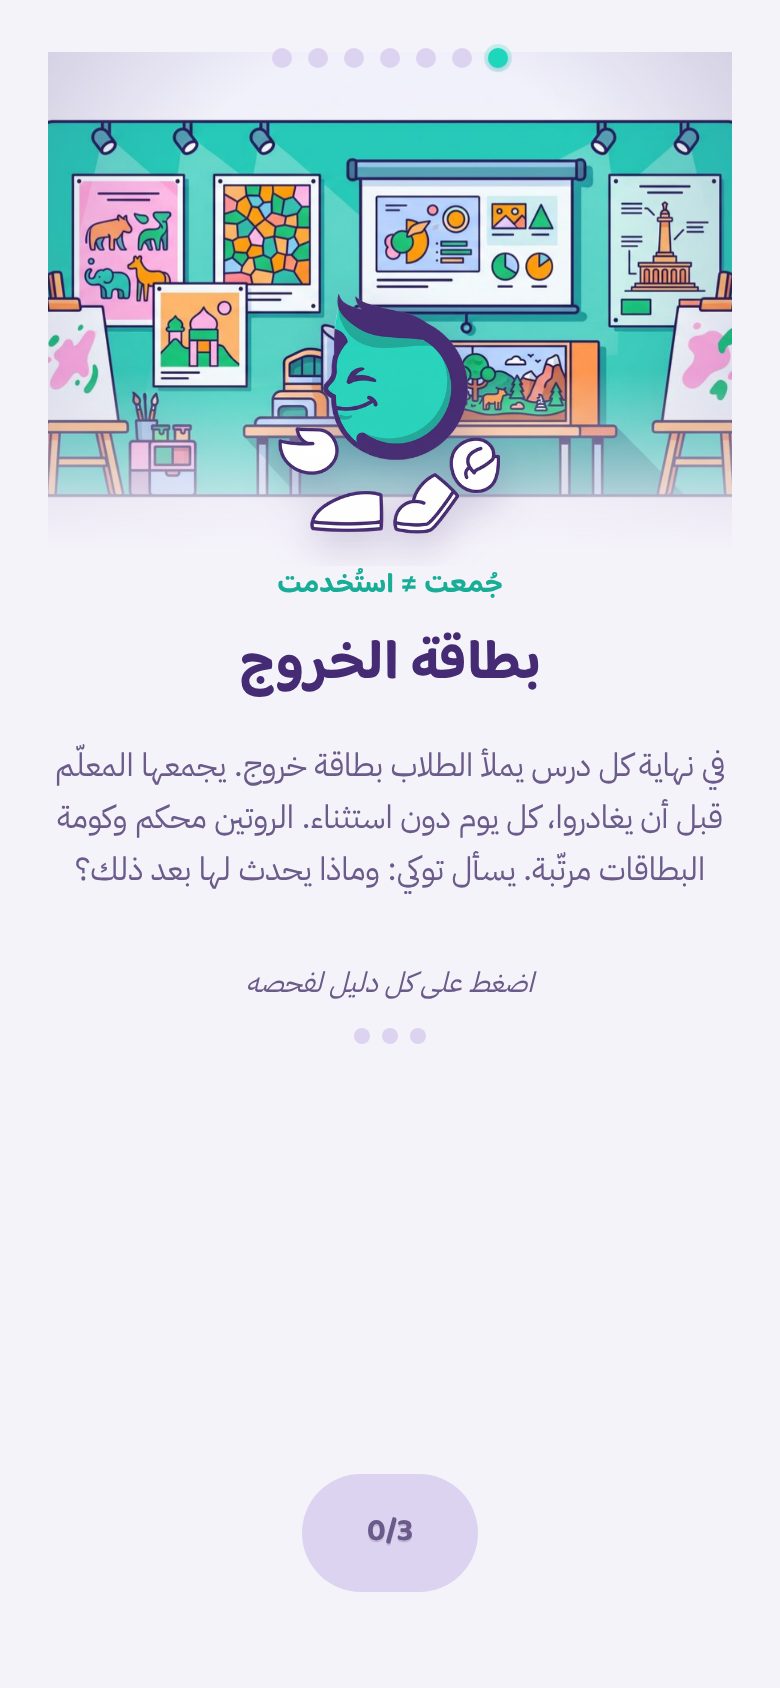 جُمعت ≠ استُخدمت
بطاقة الخروج
في نهاية كل درس يملأ الطلاب بطاقة خروج. يجمعها المعلّم
قبل أن يغادروا، كل يوم دون استثناء. الروتين محكم وكومة
البطاقات مرتّبة. يسأل توكي: وماذا يحدث لها بعد ذلك؟
اضغط على كل دليل لفحصه
0/3